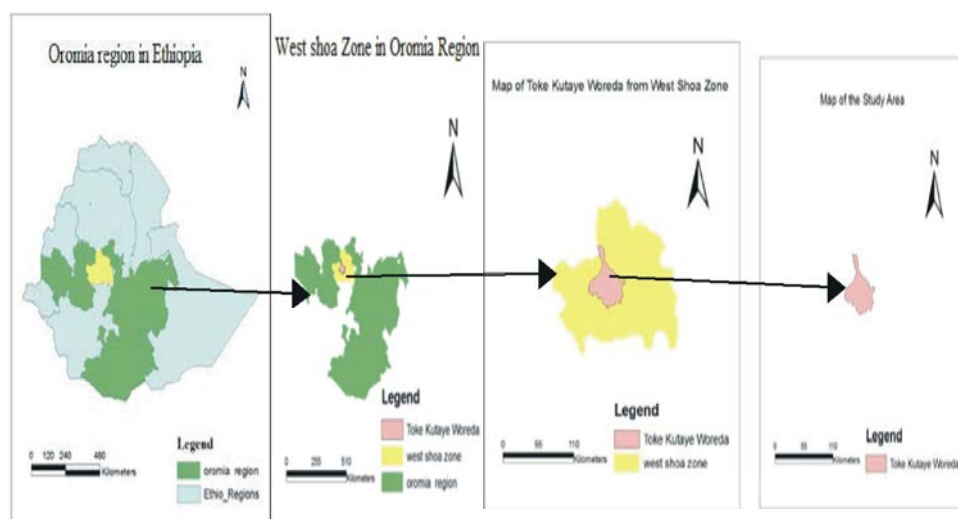 Oromia region in Ethiopia
N
0 120 240 480
Kilometers
Legend
oromia region
Ethio_Regions
West shoa Zone in Oromia Region
N
Legend
Toke Kutaye Woreda
west shoa zone
oromia region
0 255 510
Kilometers
Map of Toke Kutaye Woreda from West Shoa Zone
N
Legend
Toke Kutaye Woreda
west shoa zone
0 55 110
Kilometers
Map of the Study Area
N
Legend
Toke Kutaye Woreda
0 55 110
Kilometers